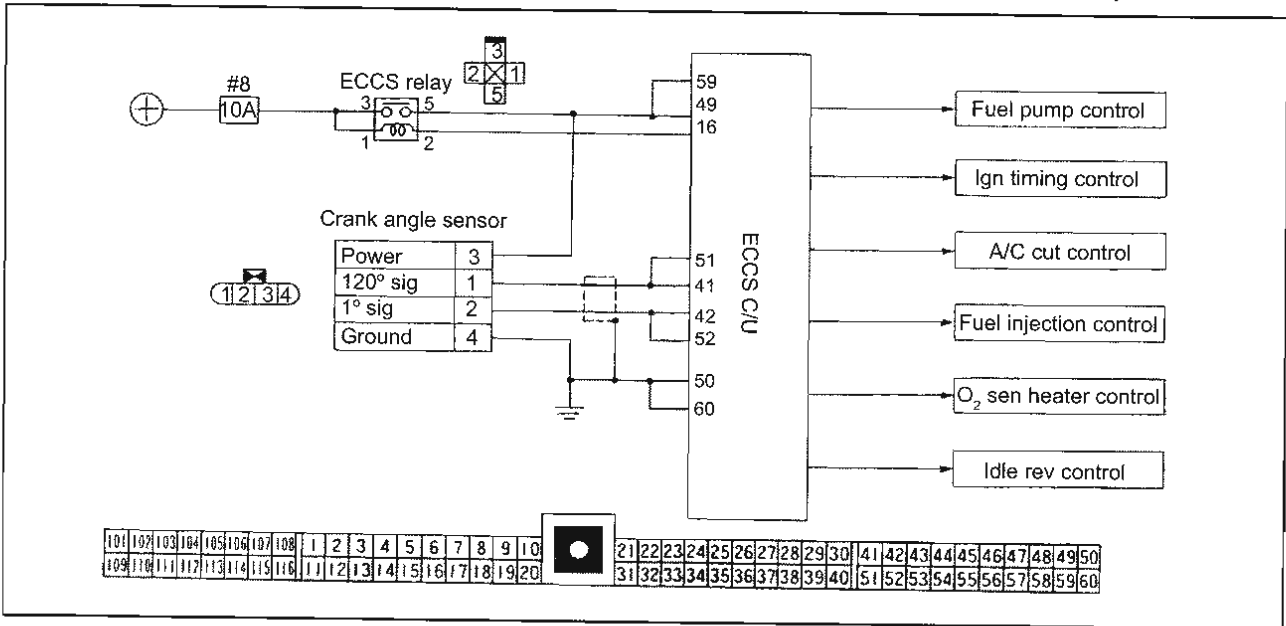 #8
10A
ECCS relay
3 5
1 2
3
2 1
5
59
49
16
Crank angle sensor
Power 3
120° sig 1
1° sig 2
Ground 4
1 2 3 4
51
41
42
52
50
60
ECCS C/U
Fuel pump control
Ign timing control
A/C cut control
Fuel injection control
O₂ sen heater control
Idle rev control
101 102 103 104 105 106 107 108 1 2 3 4 5 6 7 8 9 10 21 22 23 24 25 26 27 28 29 30 41 42 43 44 45 46 47 48 49 50
109 110 111 112 113 114 115 116 11 12 13 14 15 16 17 18 19 20 31 32 33 34 35 36 37 38 39 40 51 52 53 54 55 56 57 58 59 60